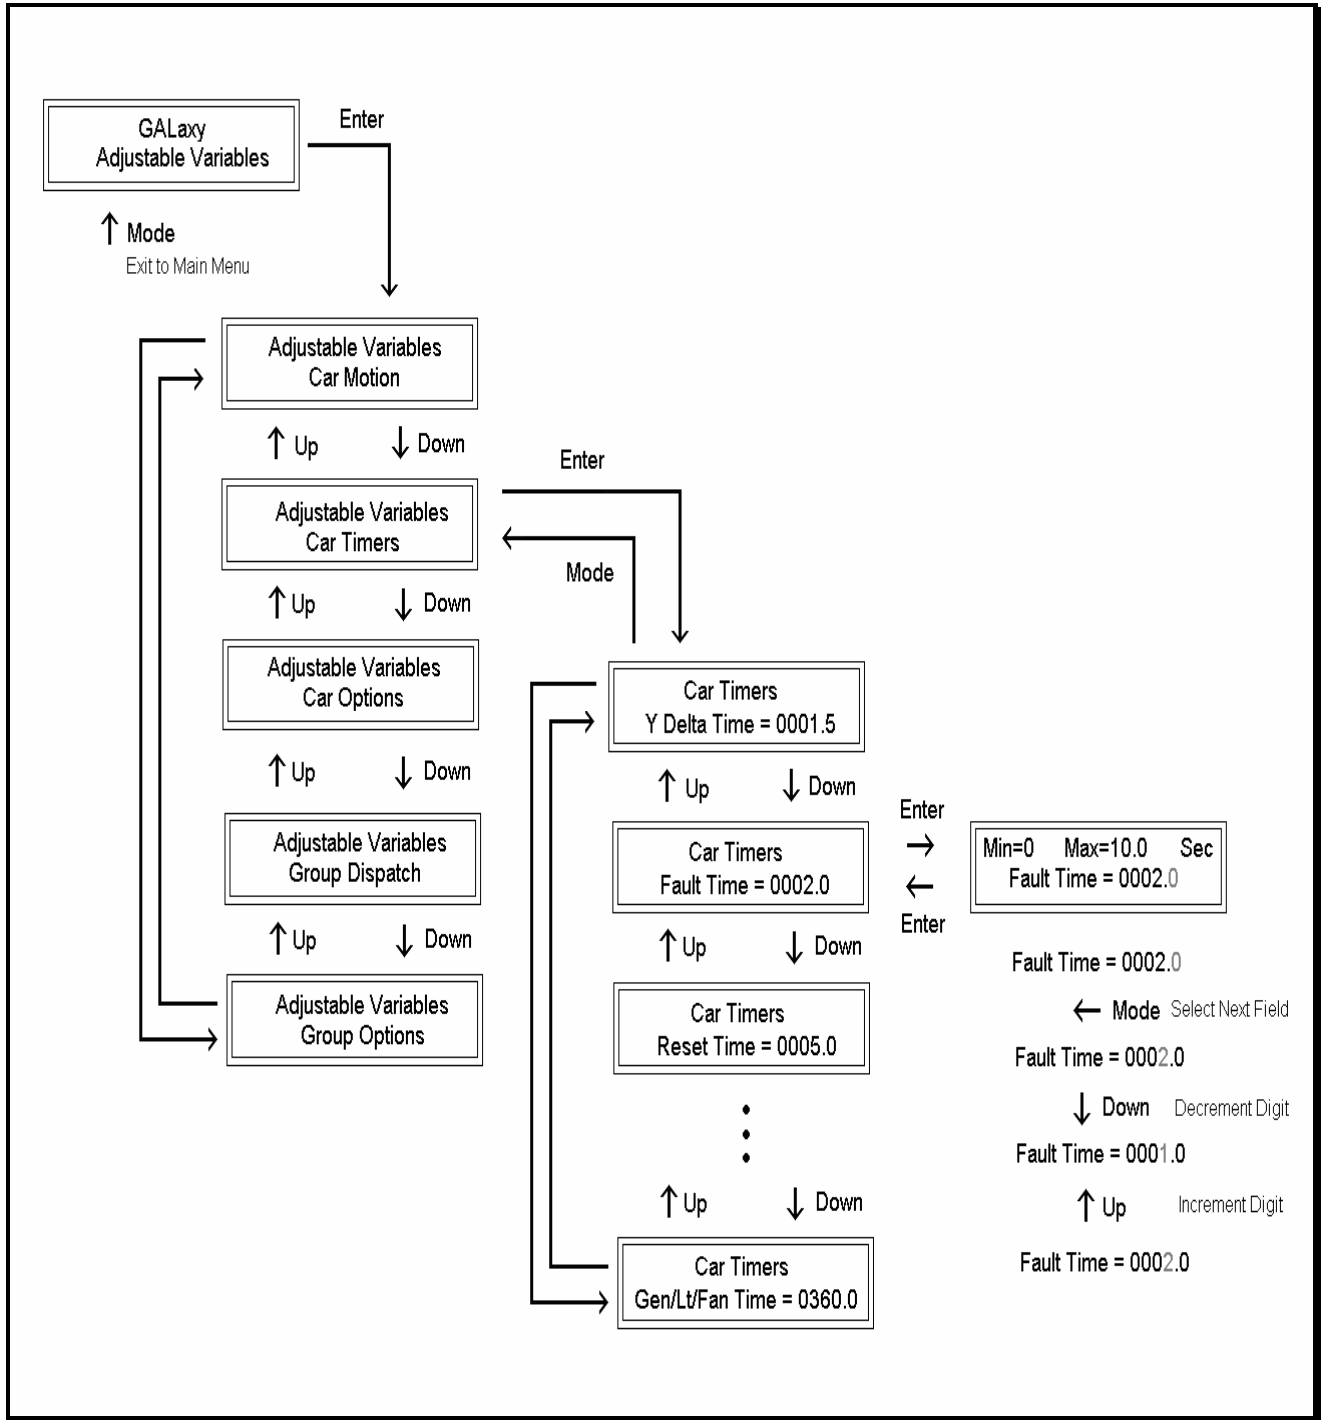 GALaxy
Adjustable Variables
Enter
Mode
Exit to Main Menu
Adjustable Variables
Car Motion
Up
Down
Adjustable Variables
Car Timers
Enter
Mode
Up
Down
Adjustable Variables
Car Options
Up
Down
Adjustable Variables
Group Dispatch
Up
Down
Adjustable Variables
Group Options
Car Timers
Y Delta Time = 0001.5
Up
Down
Car Timers
Fault Time = 0002.0
Enter
Enter
Min=0 Max=10.0 Sec
Fault Time = 0002.0
Up
Down
Car Timers
Reset Time = 0005.0
Up
Down
Car Timers
Gen/Lt/Fan Time = 0360.0
Fault Time = 0002.0
Mode Select Next Field
Fault Time = 0002.0
Down Decrement Digit
Fault Time = 0001.0
Up Increment Digit
Fault Time = 0002.0